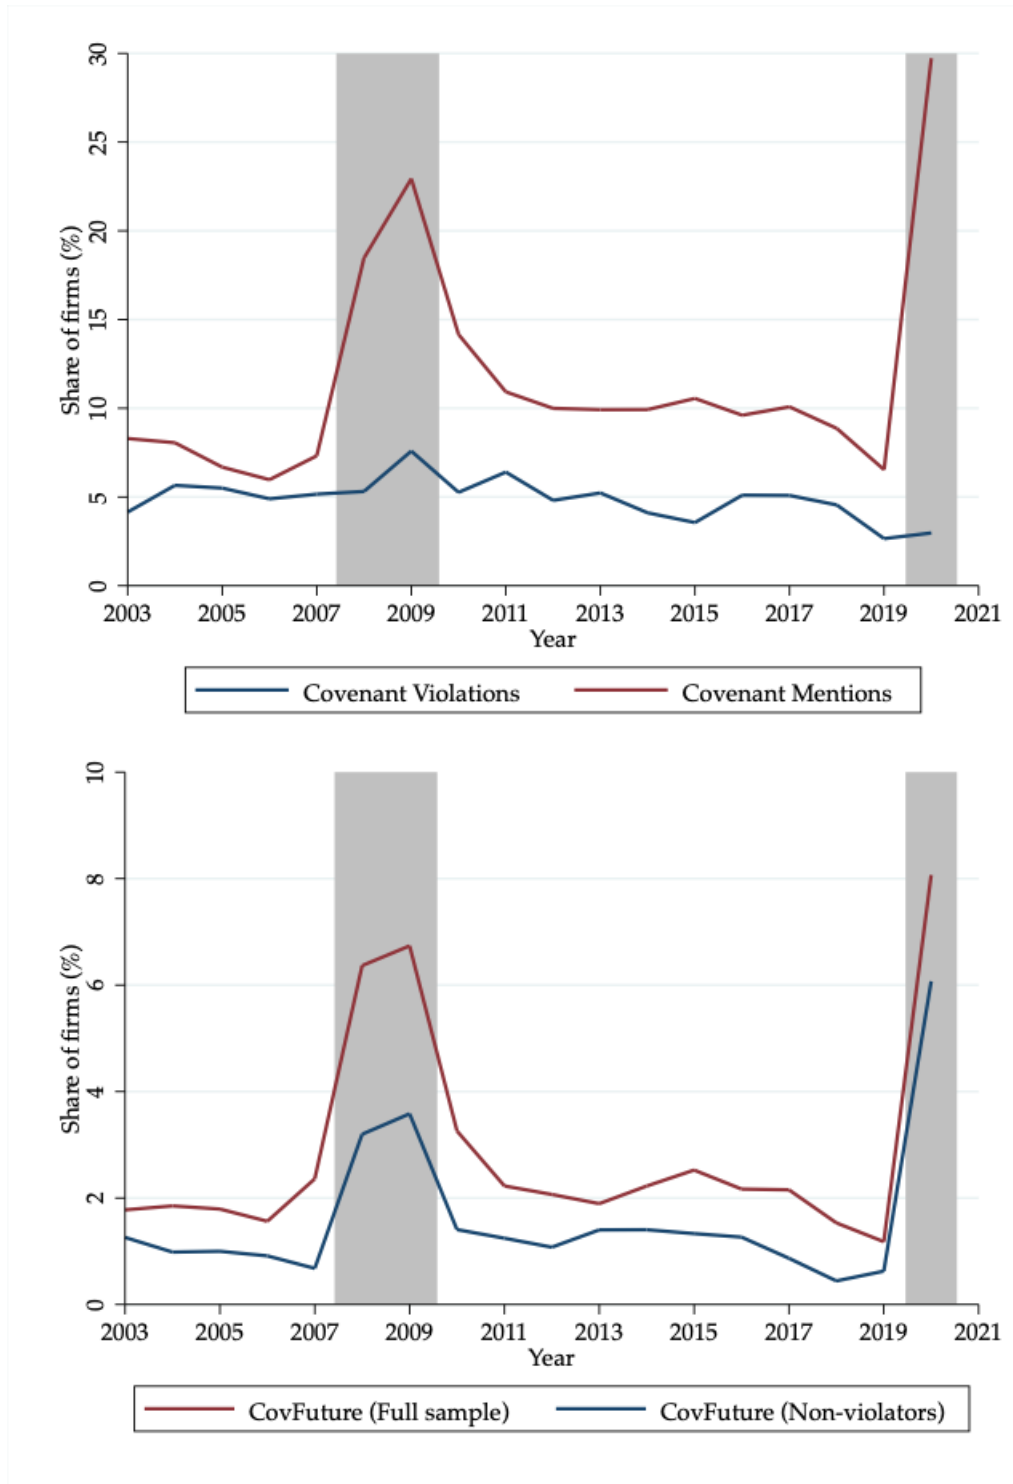 30
25
20
15
10
5
0
Share of firms (%)
2003 2005 2007 2009 2011 2013 2015 2017 2019 2021
Year
Covenant Violations Covenant Mentions
10
8
6
4
2
0
Share of firms (%)
2003 2005 2007 2009 2011 2013 2015 2017 2019 2021
Year
CovFuture (Full sample) CovFuture (Non-violators)